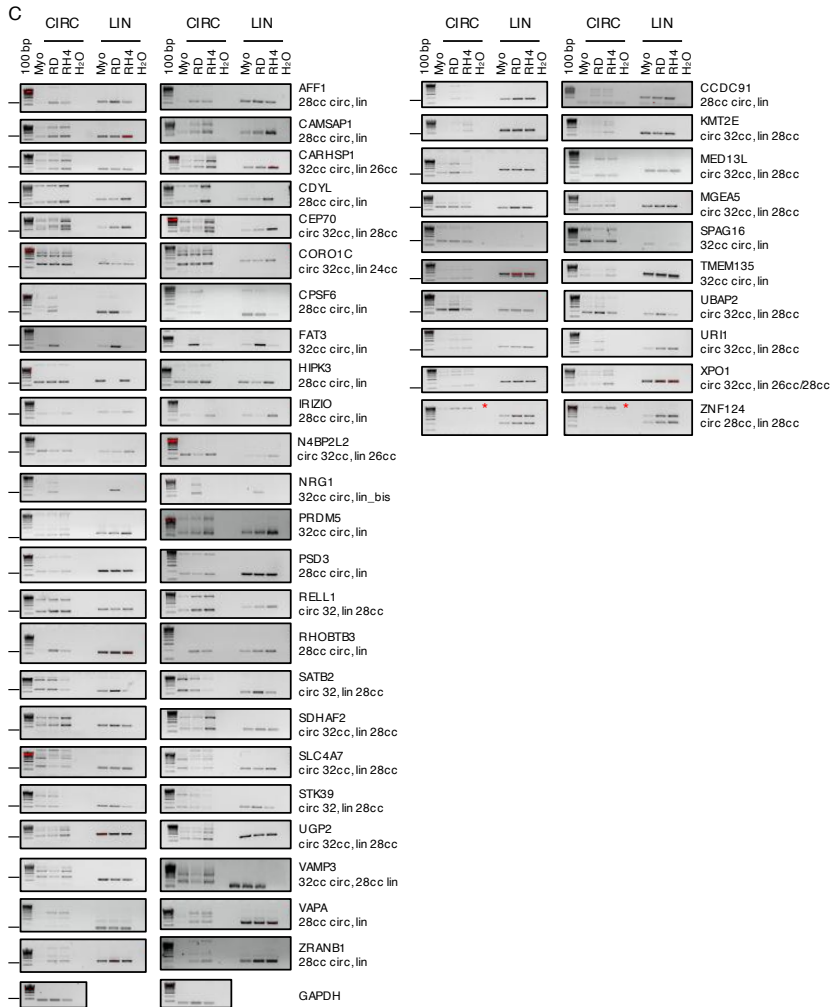 C
CIRC LIN CIRC LIN
100 bp Myo RD RH4 H₂O Myo RD RH4 H₂O 100 bp Myo RD RH4 H₂O Myo RD RH4 H₂O
AFF1
28cc circ, lin
CAMSAP1
28cc circ, lin
CARHSP1
32cc circ, lin 26cc
CDYL
28cc circ, lin
CEP70
circ 32cc, lin 28cc
CORO1C
circ 32cc, lin 24cc
CPSF6
28cc circ, lin
FAT3
32cc circ, lin
HIPK3
28cc circ, lin
IRIZIO
28cc circ, lin
N4BP2L2
circ 32cc, lin 26cc
NRG1
32cc circ, lin_bis
PRDM5
32cc circ, lin
PSD3
28cc circ, lin
RELL1
circ 32, lin 28cc
RHOBTB3
28cc circ, lin
SATB2
circ 32, lin 28cc
SDHAF2
circ 32cc, lin 28cc
SLC4A7
circ 32cc, lin 28cc
STK39
circ 32, lin 28cc
UGP2
circ 32cc, lin 28cc
VAMP3
32cc circ, 28cc lin
VAPA
28cc circ, lin
ZRANB1
28cc circ, lin
GAPDH
CIRC LIN CIRC LIN
100 bp Myo RD RH4 H₂O Myo RD RH4 H₂O 100 bp Myo RD RH4 H₂O Myo RD RH4 H₂O
CCDC91
28cc circ, lin
KMT2E
circ 32cc, lin 28cc
MED13L
circ 32cc, lin 28cc
MGEA5
circ 32cc, lin 28cc
SPAG16
32cc circ, lin
TMEM135
32cc circ, lin
UBAP2
circ 32cc, lin 28cc
URI1
circ 32cc, lin 28cc
XPO1
circ 32cc, lin 26cc/28cc
* *
ZNF124
circ 28cc, lin 28cc